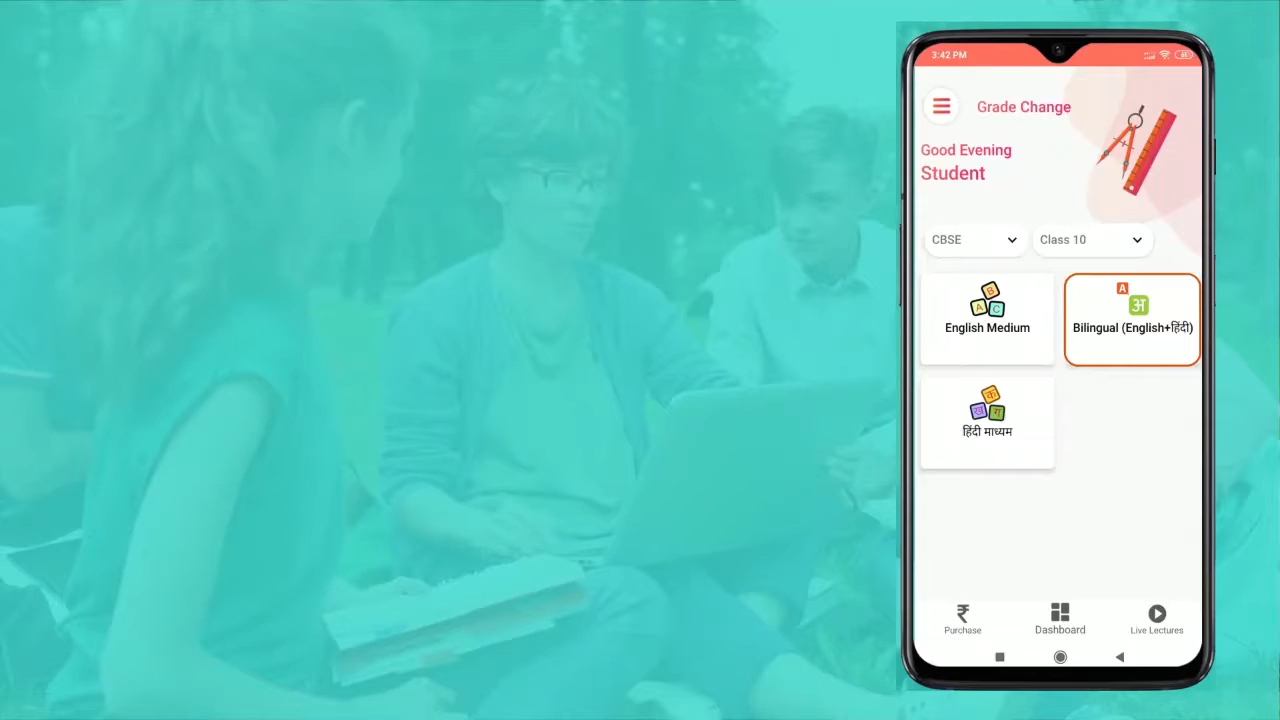 3:42 PM
Grade Change
Good Evening
Student
CBSE
Class 10
A
B
A C
अ
English Medium
Bilingual (English+हिंदी)
क
ख ग
हिंदी माध्यम
Purchase
Dashboard
Live Lectures